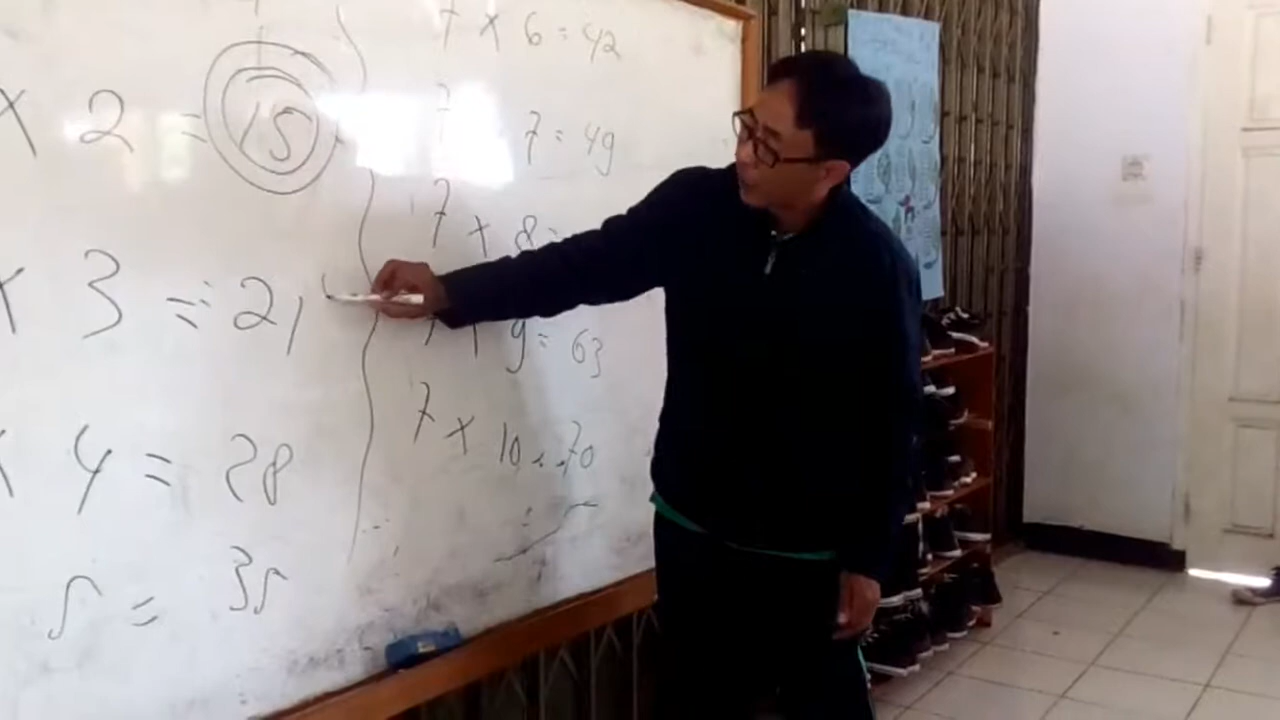 x 2 = 15
x 3 = 21
x 4 = 28
5 = 35
7 x 6 = 42
7 7 = 49
7 x 8 =
x 9 = 63
7 x 10 = 70